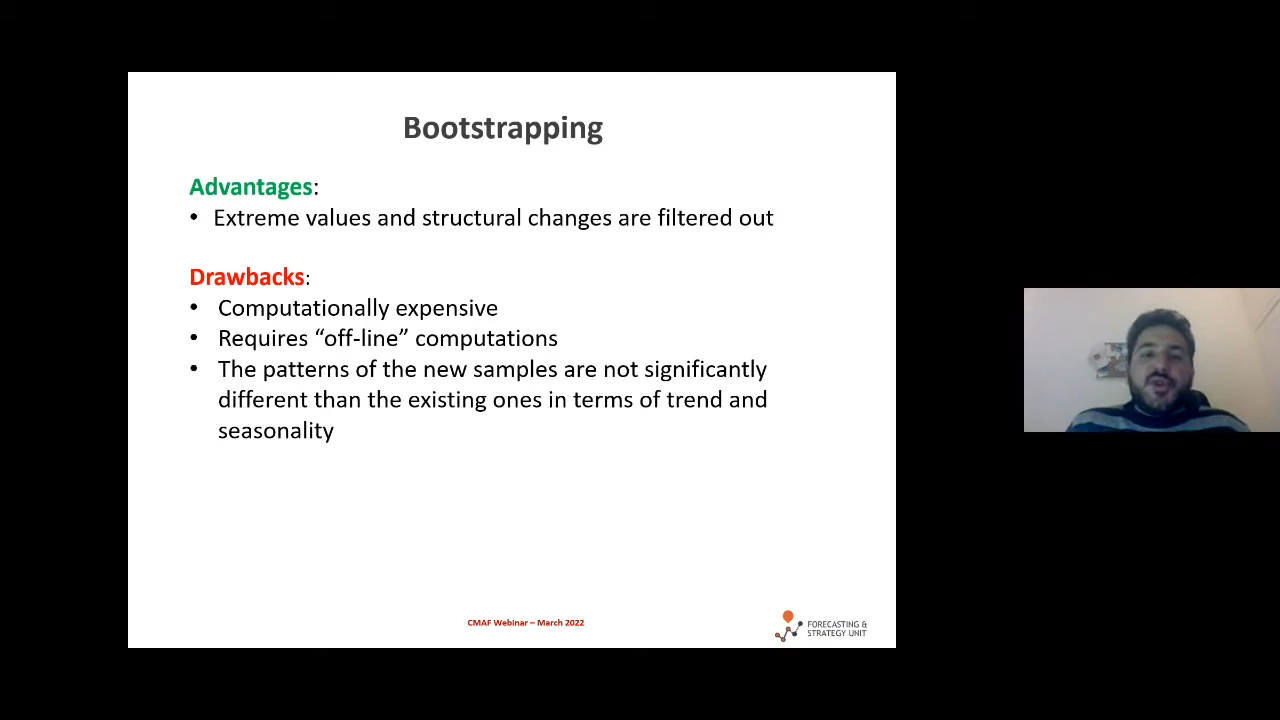 Bootstrapping
Advantages:
• Extreme values and structural changes are filtered out
Drawbacks:
• Computationally expensive
• Requires “off-line” computations
• The patterns of the new samples are not significantly
different than the existing ones in terms of trend and
seasonality
CMAF Webinar – March 2022
FORECASTING &
STRATEGY UNIT